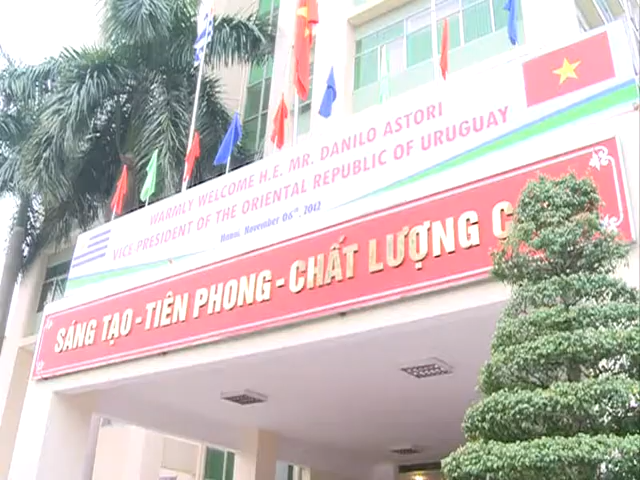 WARMLY WELCOME H.E. MR. DANILO ASTORI
VICE PRESIDENT OF THE ORIENTAL REPUBLIC OF URUGUAY
Hanoi, November 06th, 2012
SÁNG TẠO - TIÊN PHONG - CHẤT LƯỢNG C